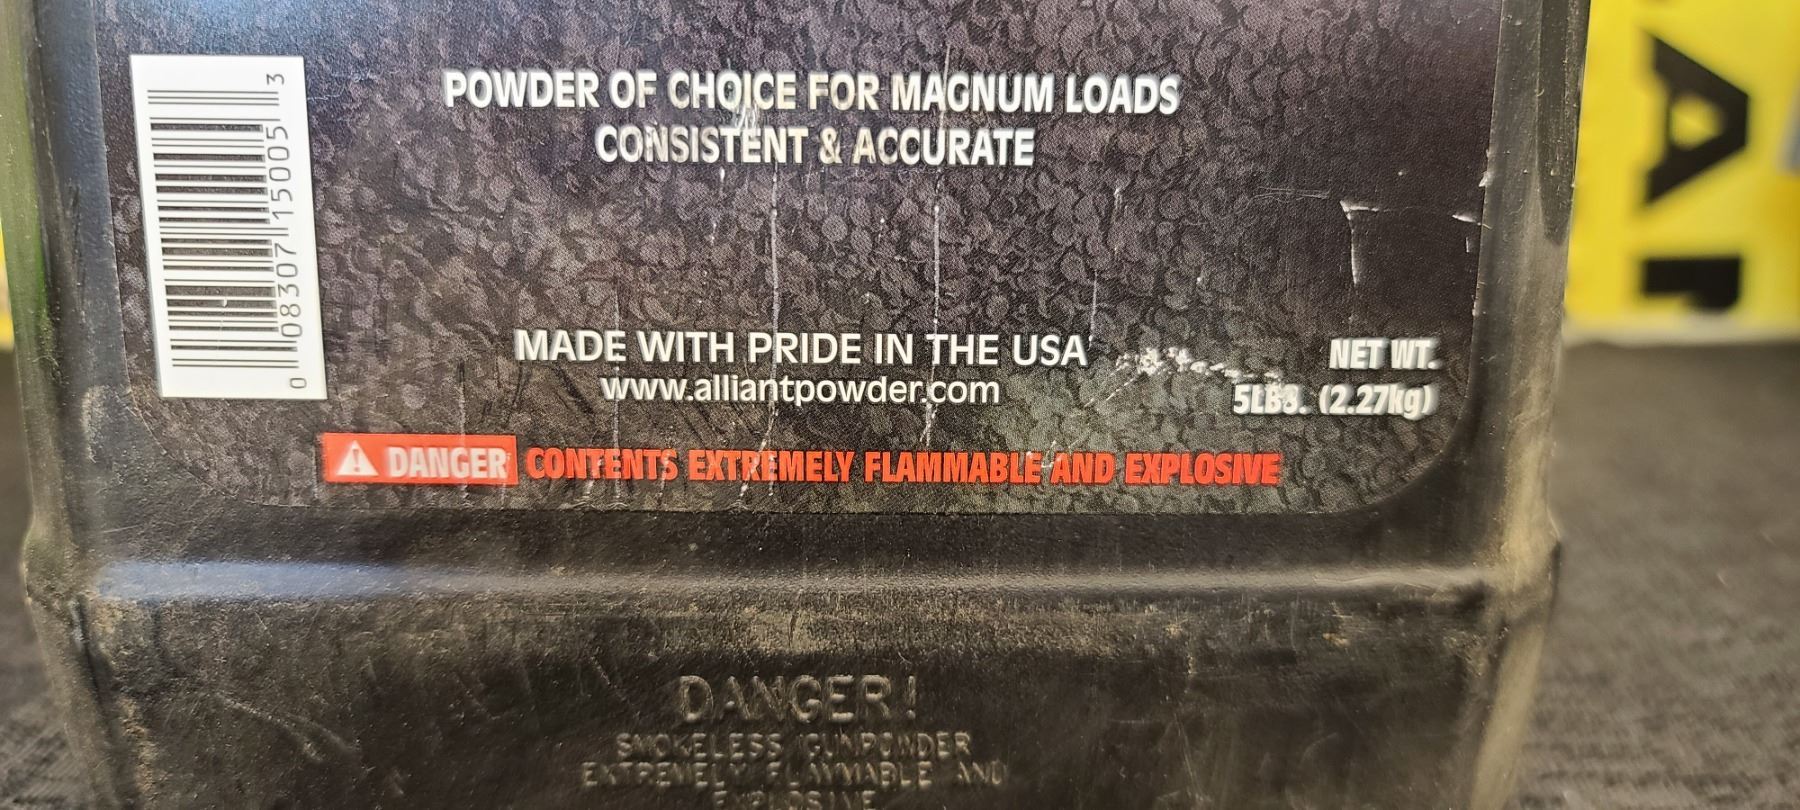 POWDER OF CHOICE FOR MAGNUM LOADS
CONSISTENT & ACCURATE
0 08307 15005 3
MADE WITH PRIDE IN THE USA
www.alliantpowder.com
NET WT.
5LBS. (2.27kg)
DANGER CONTENTS EXTREMELY FLAMMABLE AND EXPLOSIVE
DANGER!
SMOKELESS GUNPOWDER
EXTREMELY FLAMMABLE AND
EXPLOSIVE